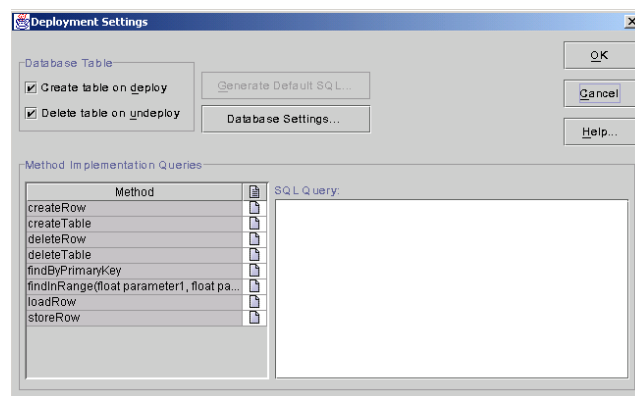 Deployment Settings
Database Table
Create table on deploy
Delete table on undeploy
Generate Default SQL...
Database Settings...
OK
Cancel
Help...
Method Implementation Queries
Method
SQL Query:
createRow
createTable
deleteRow
deleteTable
findByPrimaryKey
findInRange(float parameter1, float pa...
loadRow
storeRow